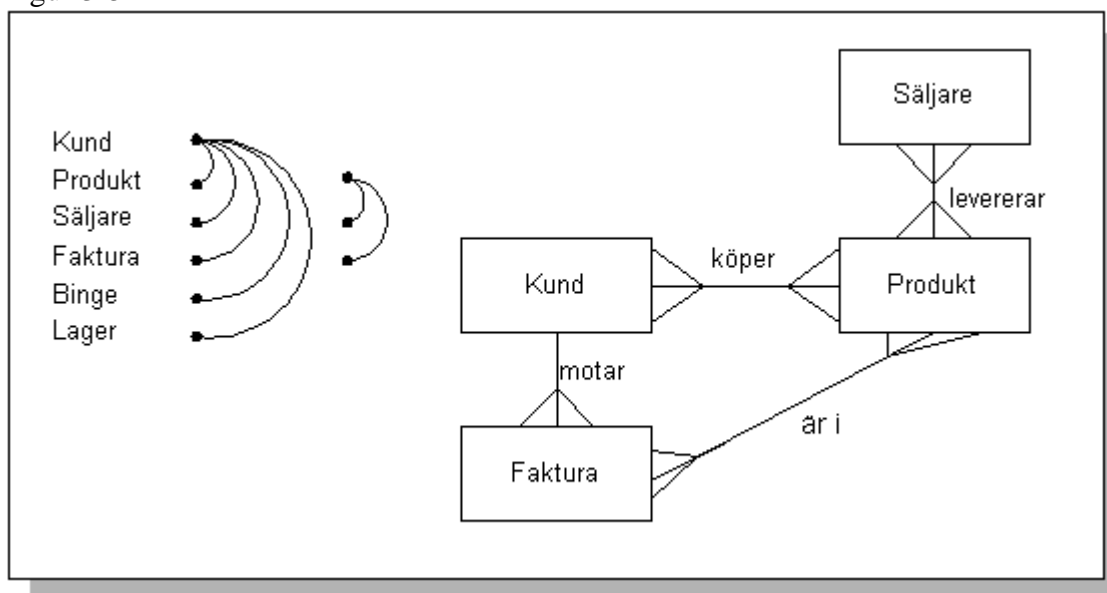 Kund
Produkt
Säljare
Faktura
Binge
Lager
Säljare
levererar
köper
Kund
Produkt
motar
är i
Faktura